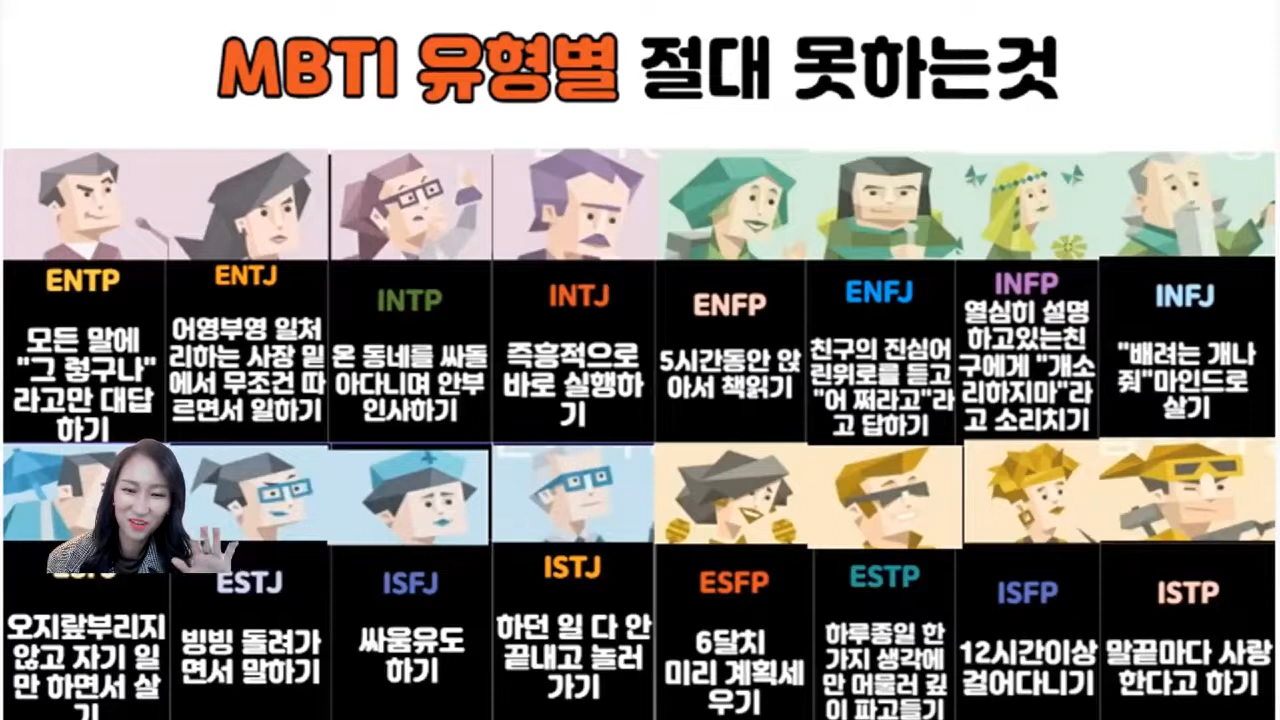 MBTI 유형별 절대 못하는것
ENTP
모든 말에
"그 렇구나"
라고만 대답
하기
ENTJ
어영부영 일처
리하는 사장 밑
에서 무조건 따
르면서 일하기
INTP
온 동네를 싸돌
아다니며 안부
인사하기
INTJ
즉흥적으로
바로 실행하
기
ENFP
5시간동안 앉
아서 책읽기
ENFJ
친구의 진심어
린위로를 듣고
"어 쩌라고"라
고 답하기
INFP
열심히 설명
하고있는친
구에게 "개소
리하지마"라
고 소리치기
INFJ
"배려는 개나
줘"마인드로
살기
오지랖부리지
않고 자기 일
만 하면서 살
기
ESTJ
빙빙 돌려가
면서 말하기
ISFJ
싸움유도
하기
ISTJ
하던 일 다 안
끝내고 놀러
가기
ESFP
6달치
미리 계획세
우기
ESTP
하루종일 한
가지 생각에
만 머물러 깊
이 파고들기
ISFP
12시간이상
걸어다니기
ISTP
말끝마다 사랑
한다고 하기